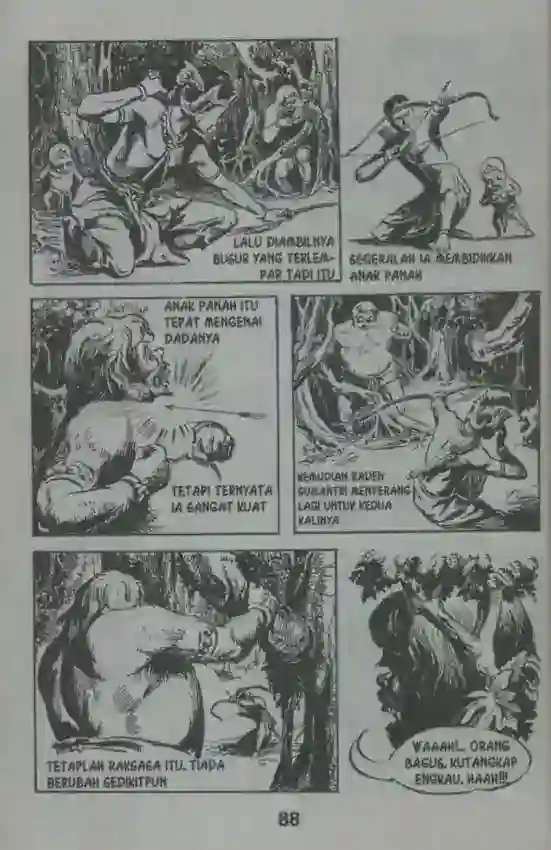 LALU DIAMBILNYA
BUSUR YANG TERLEM-
PAR TADI ITU
SEGERALAH IA MEMBIDIKKAN
ANAK PANAH
ANAK PANAH ITU
TEPAT MENGENAI
DADANYA
TETAPI TERNYATA
IA SANGAT KUAT
KEMUDIAN RADEN
SUMANTRI MENYERANG
LAGI UNTUK KEDUA
KALINYA
TETAPLAH RAKSASA ITU, TIADA
BERUBAH SEDIKITPUN
WAAAH!... ORANG
BAGUS. KUTANGKAP
ENGKAU. HAAH!!!
88